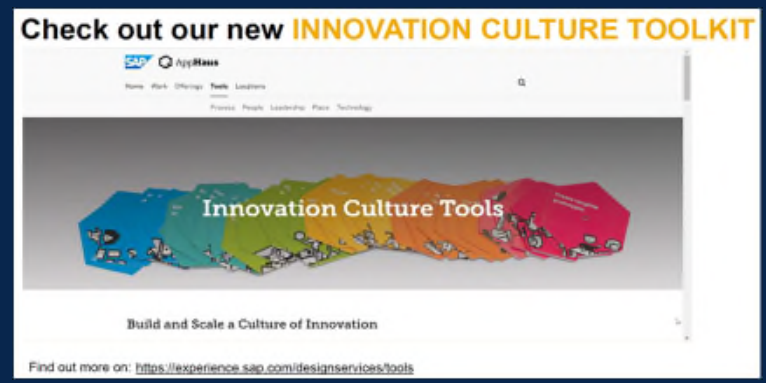 Check out our new INNOVATION CULTURE TOOLKIT
SAP AppHaus
Home Work Offerings Tools Locations
Process People Leadership Place Technology
Innovation Culture Tools
Build and Scale a Culture of Innovation
Find out more on: https://experience.sap.com/designservices/tools